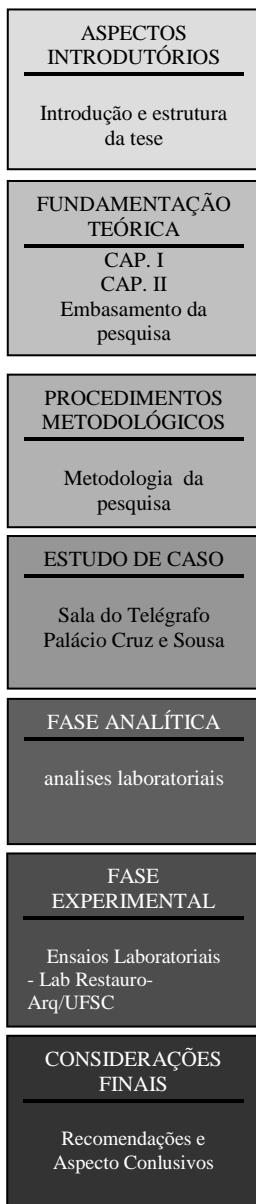 ASPECTOS
INTRODUTÓRIOS
Introdução e estrutura
da tese
FUNDAMENTAÇÃO
TEÓRICA
CAP. I
CAP. II
Embasamento da
pesquisa
PROCEDIMENTOS
METODOLÓGICOS
Metodologia da
pesquisa
ESTUDO DE CASO
Sala do Telégrafo
Palácio Cruz e Sousa
FASE ANALÍTICA
analises laboratoriais
FASE
EXPERIMENTAL
Ensaios Laboratoriais
- Lab Restauro-
Arq/UFSC
CONSIDERAÇÕES
FINAIS
Recomendações e
Aspecto Conlusivos